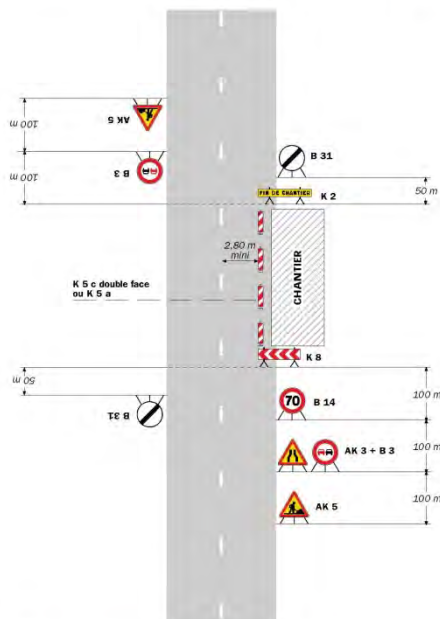 AK 5
100 m
B 3
100 m
B 31
50 m
FIN DE CHANTIER
K 2
2,80 m
mini
CHANTIER
K 5 c double face
ou K 5 a
K 8
50 m
B 31
70
B 14
100 m
AK 3 + B 3
100 m
AK 5
100 m